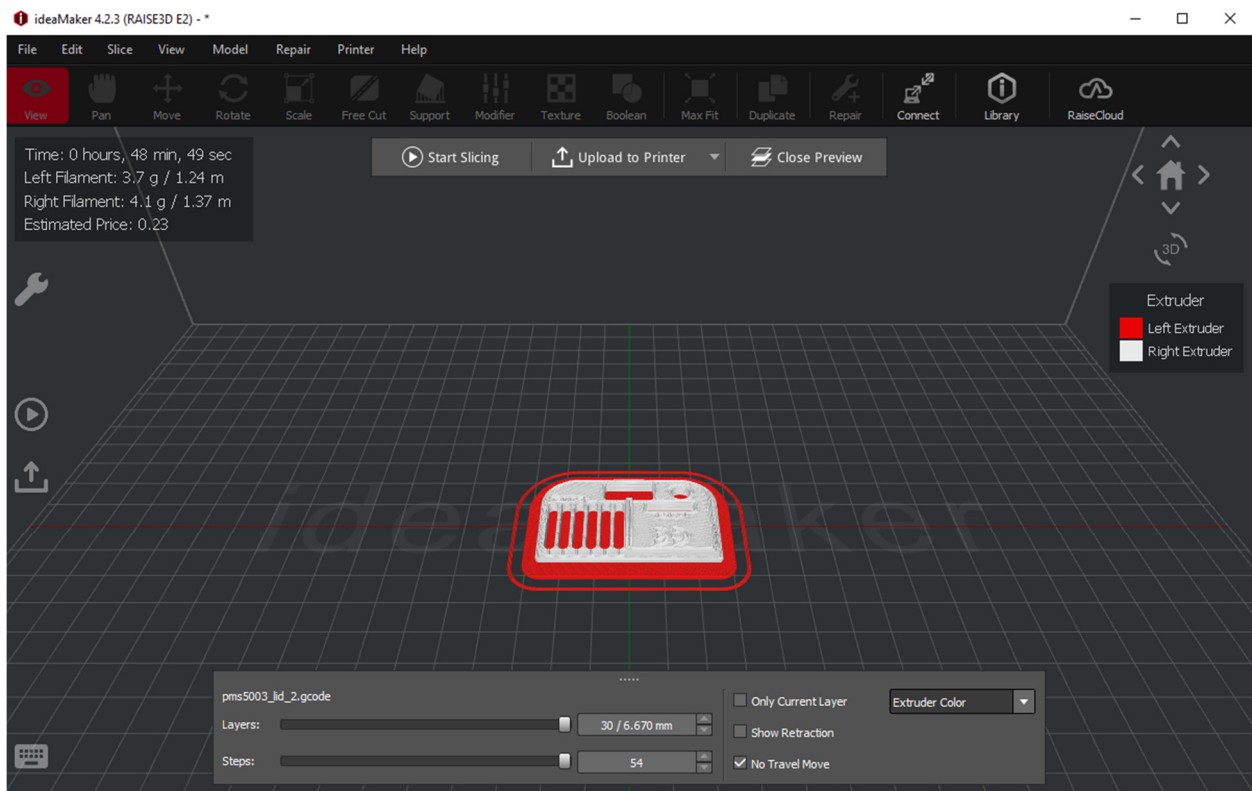 ideaMaker 4.2.3 (RAISE3D E2) - *
File Edit Slice View Model Repair Printer Help
View Pan Move Rotate Scale Free Cut Support Modifier Texture Boolean Max Fit Duplicate Repair Connect Library RaiseCloud
Time: 0 hours, 48 min, 49 sec
Left Filament: 3.7 g / 1.24 m
Right Filament: 4.1 g / 1.37 m
Estimated Price: 0.23
Start Slicing Upload to Printer Close Preview
3D
Extruder
Left Extruder
Right Extruder
ideaMaker
pms5003_lid_2.gcode
Layers: 30 / 6.670 mm
Steps: 54
Only Current Layer Extruder Color
Show Retraction
No Travel Move